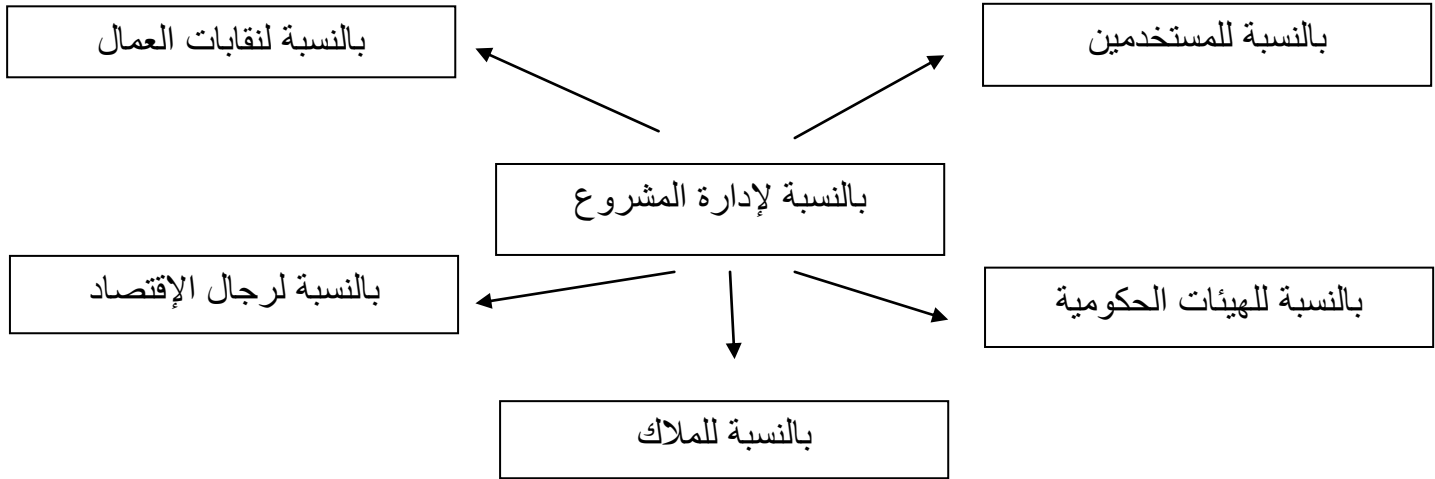 بالنسبة للمستخدمين
بالنسبة لنقابات العمال
بالنسبة لإدارة المشروع
بالنسبة للهيئات الحكومية
بالنسبة لرجال الإقتصاد
بالنسبة للملاك